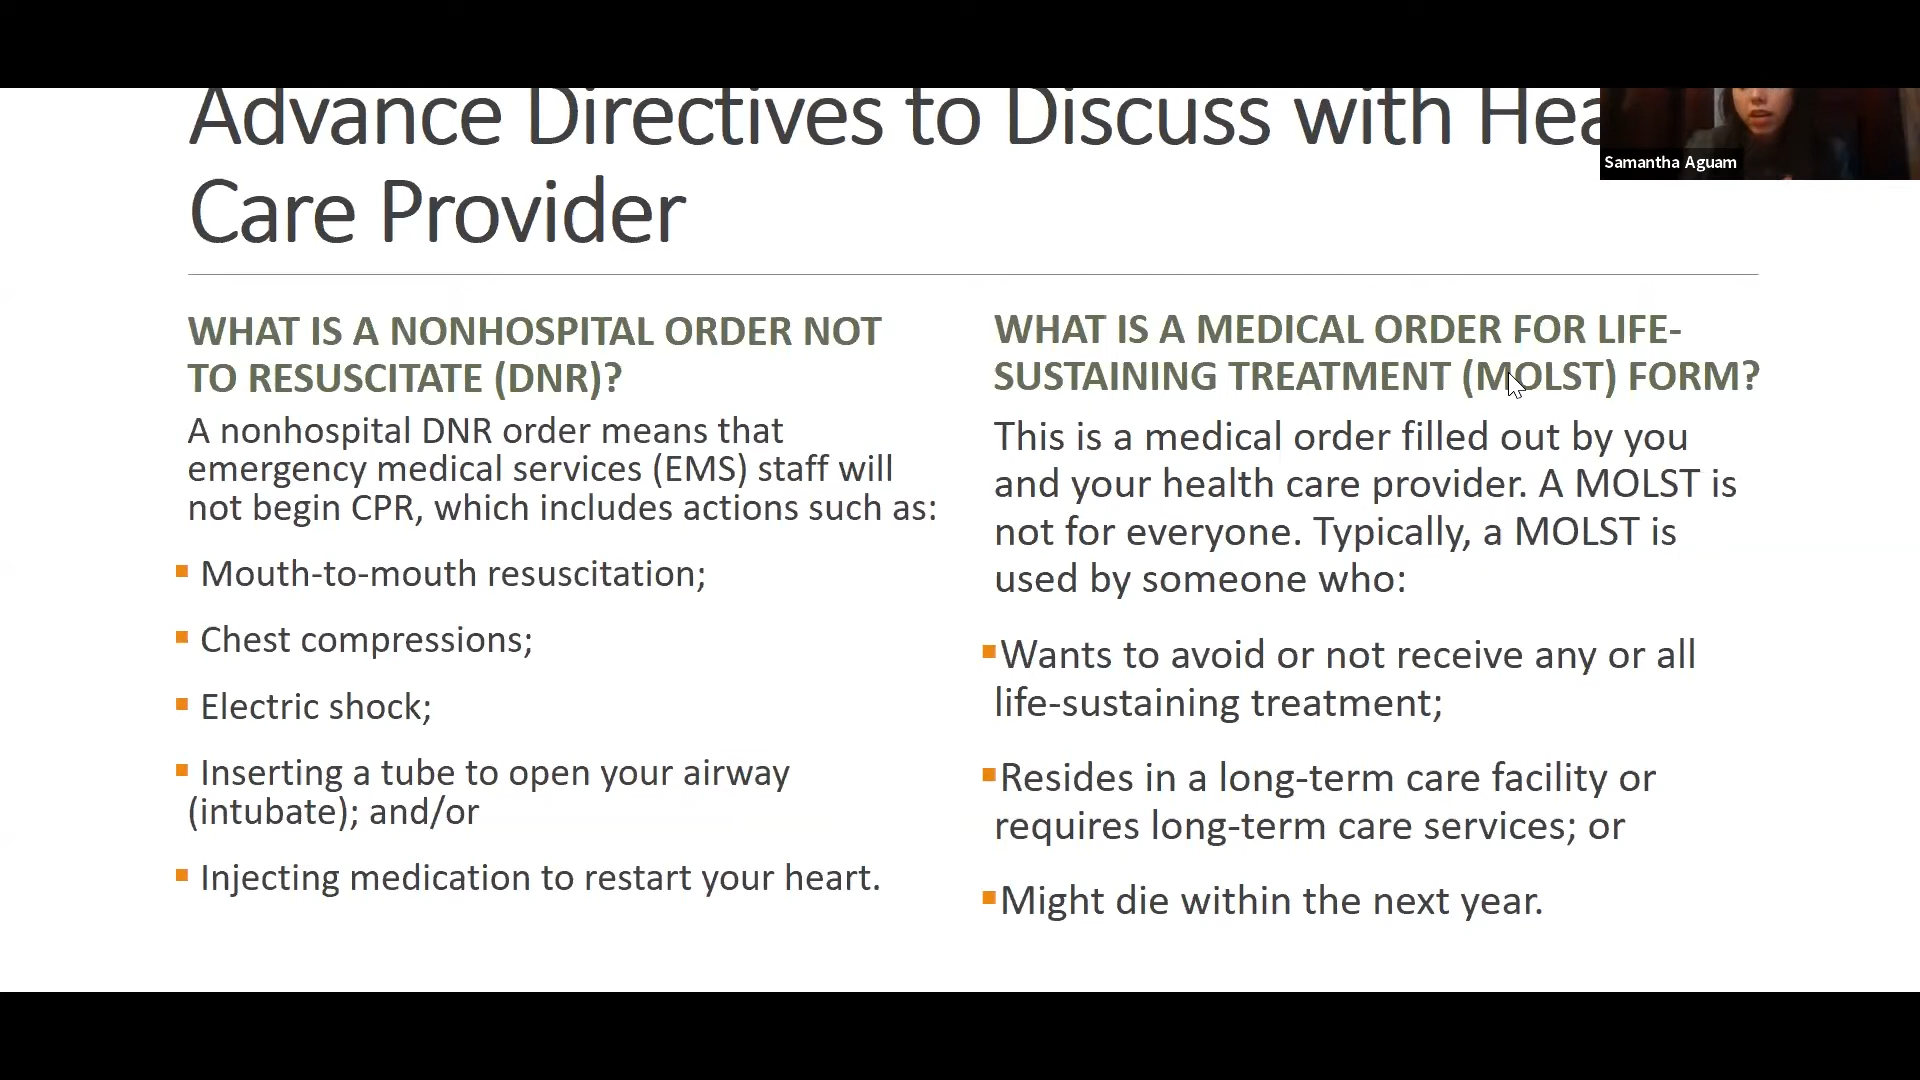 Advance Directives to Discuss with Hea
Care Provider
Samantha Aguam
WHAT IS A NONHOSPITAL ORDER NOT
TO RESUSCITATE (DNR)?
A nonhospital DNR order means that
emergency medical services (EMS) staff will
not begin CPR, which includes actions such as:
▪ Mouth-to-mouth resuscitation;
▪ Chest compressions;
▪ Electric shock;
▪ Inserting a tube to open your airway
(intubate); and/or
▪ Injecting medication to restart your heart.
WHAT IS A MEDICAL ORDER FOR LIFE-
SUSTAINING TREATMENT (MOLST) FORM?
This is a medical order filled out by you
and your health care provider. A MOLST is
not for everyone. Typically, a MOLST is
used by someone who:
▪Wants to avoid or not receive any or all
life-sustaining treatment;
▪Resides in a long-term care facility or
requires long-term care services; or
▪Might die within the next year.